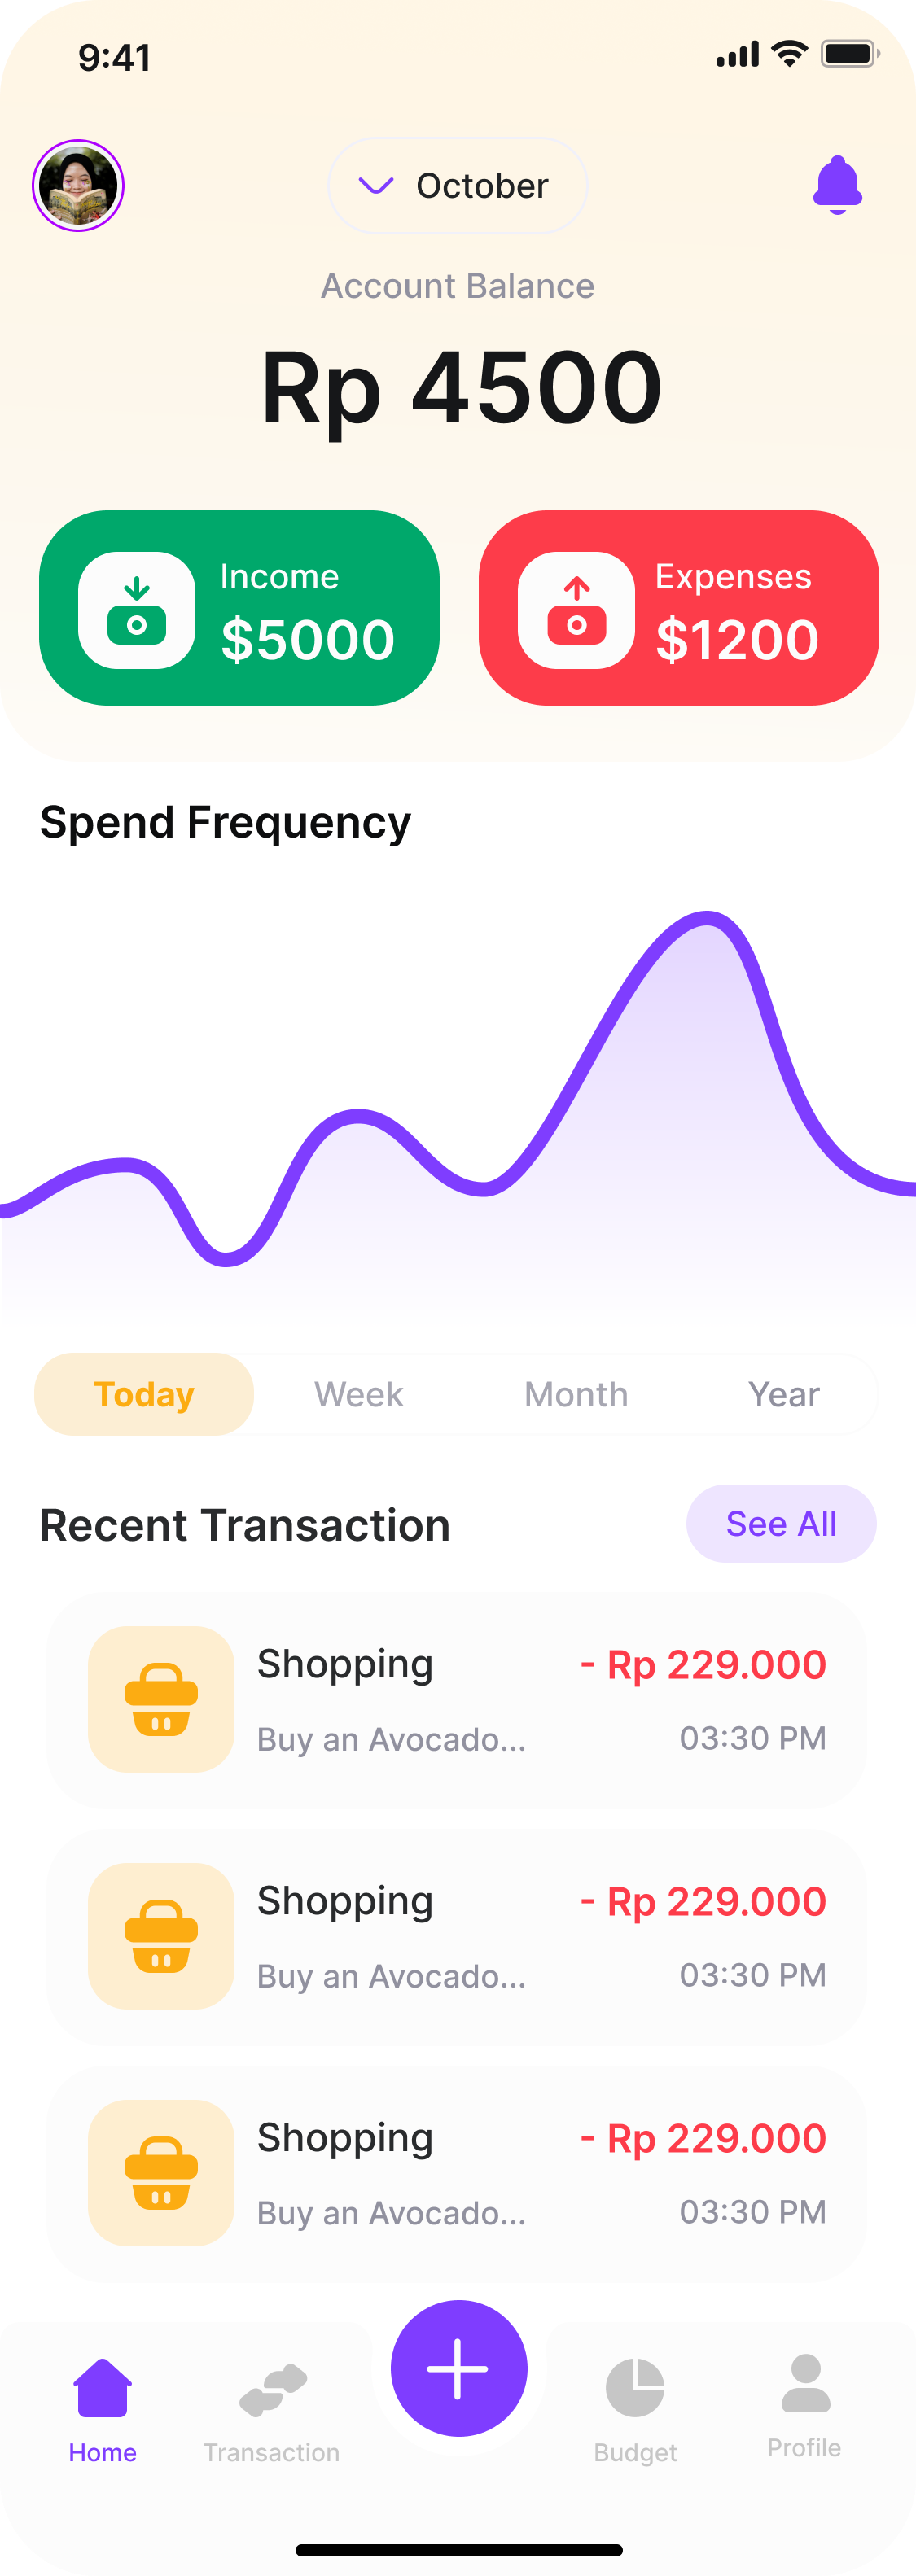 9:41
October
Account Balance
Rp 4500
Income
$5000
Expenses
$1200
Spend Frequency
Today Week Month Year
Recent Transaction See All
Shopping - Rp 229.000
Buy an Avocado... 03:30 PM
Shopping - Rp 229.000
Buy an Avocado... 03:30 PM
Shopping - Rp 229.000
Buy an Avocado... 03:30 PM
Home Transaction Budget Profile